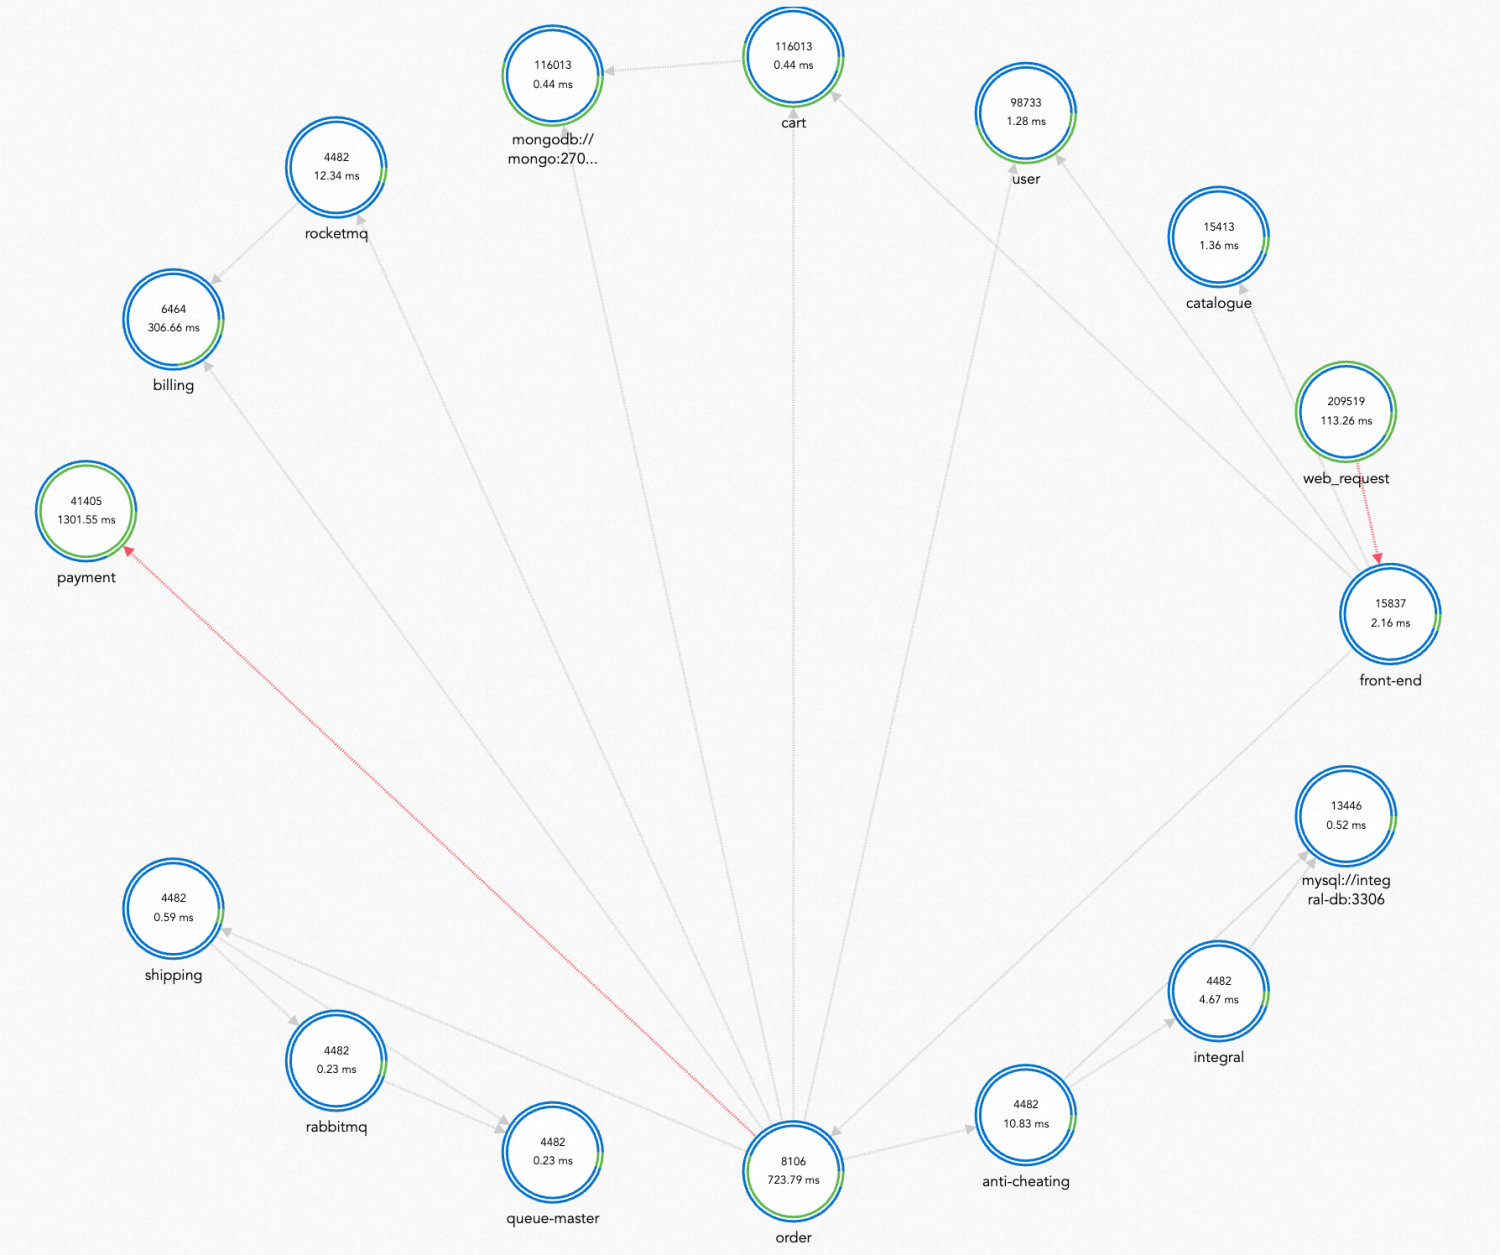 116013
0.44 ms
cart
116013
0.44 ms
mongodb://
mongo:270...
98733
1.28 ms
user
4482
12.34 ms
rocketmq
15413
1.36 ms
catalogue
6464
306.66 ms
billing
209519
113.26 ms
web_request
41405
1301.55 ms
payment
15837
2.16 ms
front-end
13446
0.52 ms
mysql://integ
ral-db:3306
4482
0.59 ms
shipping
4482
4.67 ms
integral
4482
0.23 ms
rabbitmq
4482
10.83 ms
anti-cheating
4482
0.23 ms
queue-master
8106
723.79 ms
order